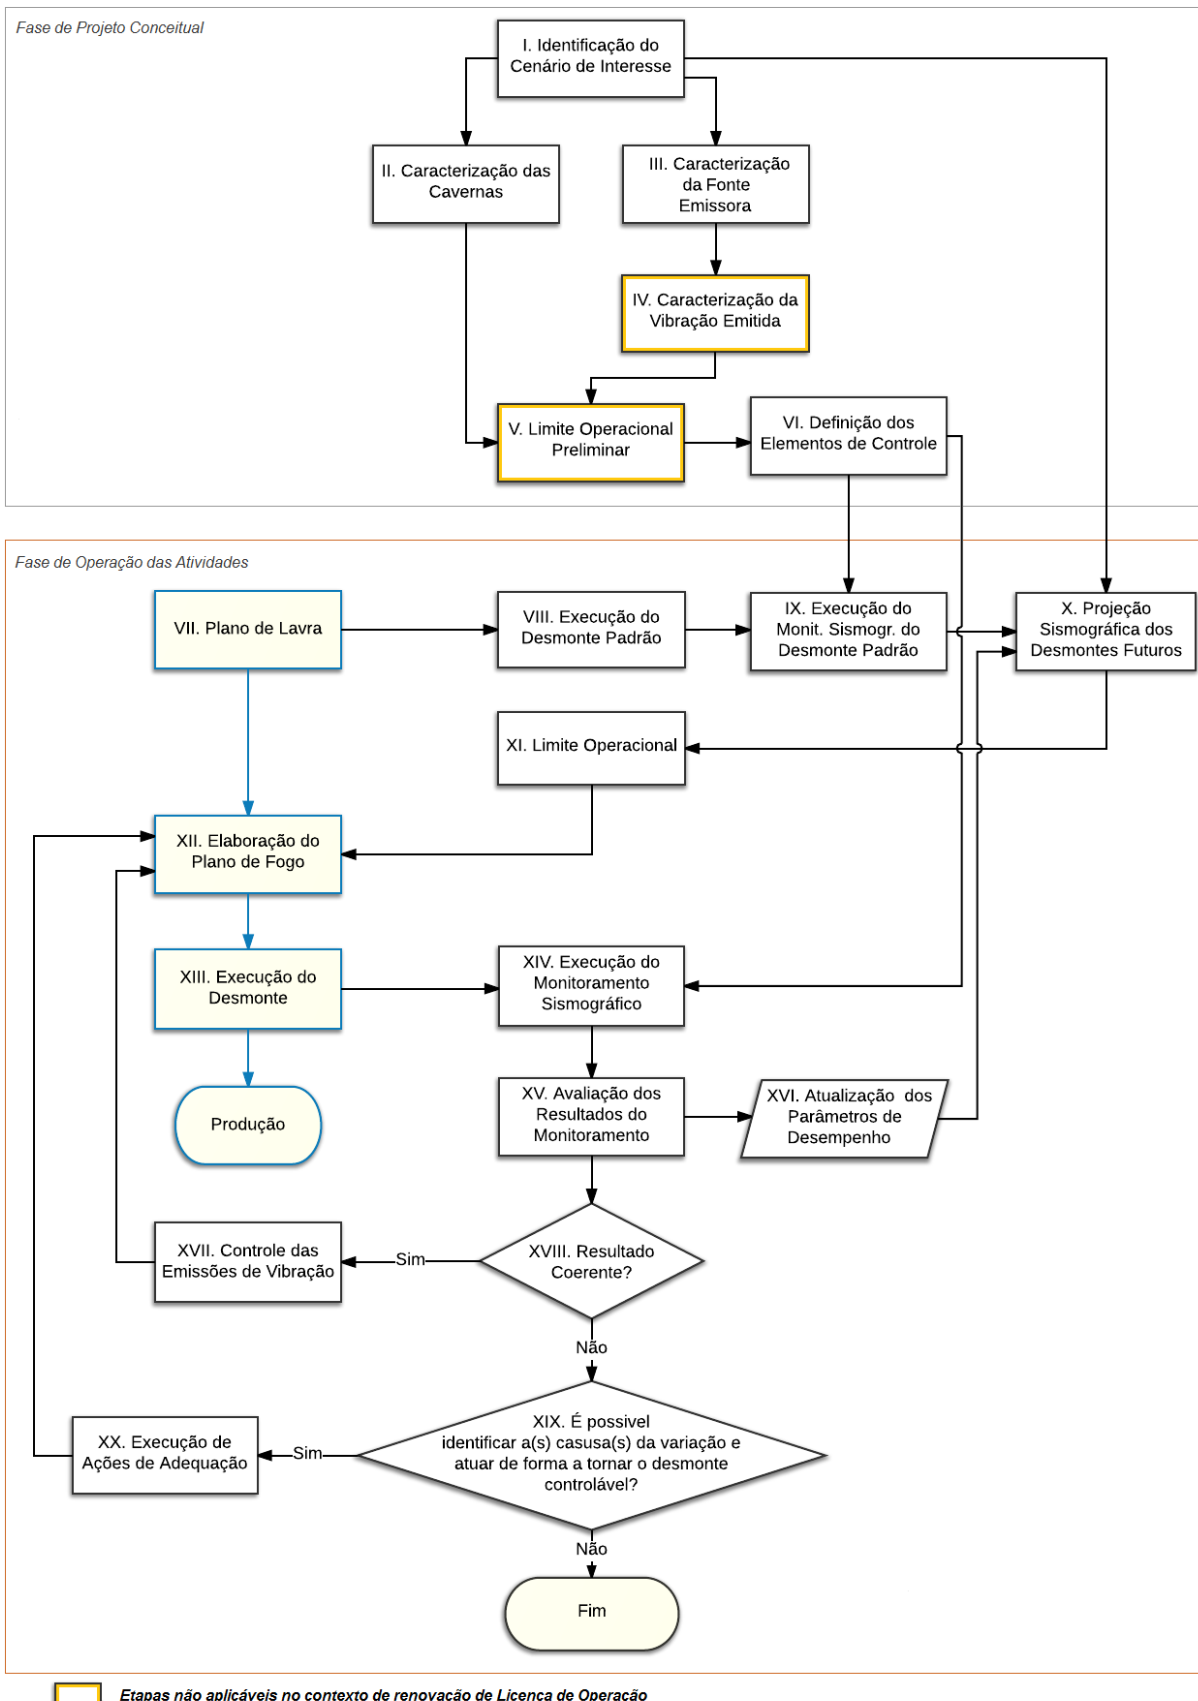 Fase de Projeto Conceitual
I. Identificação do
Cenário de Interesse
II. Caracterização das
Cavernas
III. Caracterização
da Fonte
Emissora
IV. Caracterização da
Vibração Emitida
V. Limite Operacional
Preliminar
VI. Definição dos
Elementos de Controle
Fase de Operação das Atividades
VII. Plano de Lavra
VIII. Execução do
Desmonte Padrão
IX. Execução do
Monit. Sismogr. do
Desmonte Padrão
X. Projeção
Sismográfica dos
Desmontes Futuros
XI. Limite Operacional
XII. Elaboração do
Plano de Fogo
XIII. Execução do
Desmonte
XIV. Execução do
Monitoramento
Sismográfico
Produção
XV. Avaliação dos
Resultados do
Monitoramento
XVI. Atualização dos
Parâmetros de
Desempenho
XVII. Controle das
Emissões de Vibração
Sim
XVIII. Resultado
Coerente?
Não
XX. Execução de
Ações de Adequação
Sim
XIX. É possivel
identificar a(s) casusa(s) da variação e
atuar de forma a tornar o desmonte
controlável?
Não
Fim
Etapas não aplicáveis no contexto de renovação de Licença de Operação